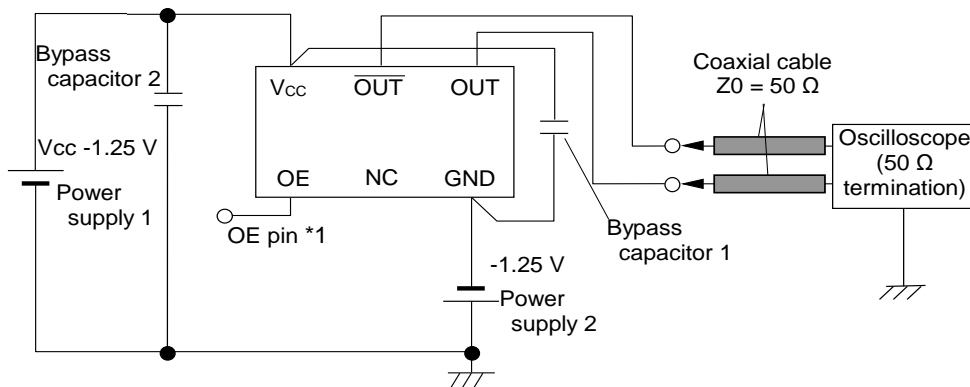 Bypass
capacitor 2
Vcc -1.25 V
Power
supply 1
VCC
OUT
OUT
OE
NC
GND
OE pin *1
-1.25 V
Power
supply 2
Bypass
capacitor 1
Coaxial cable
Z0 = 50 Ω
Oscilloscope
(50 Ω
termination)